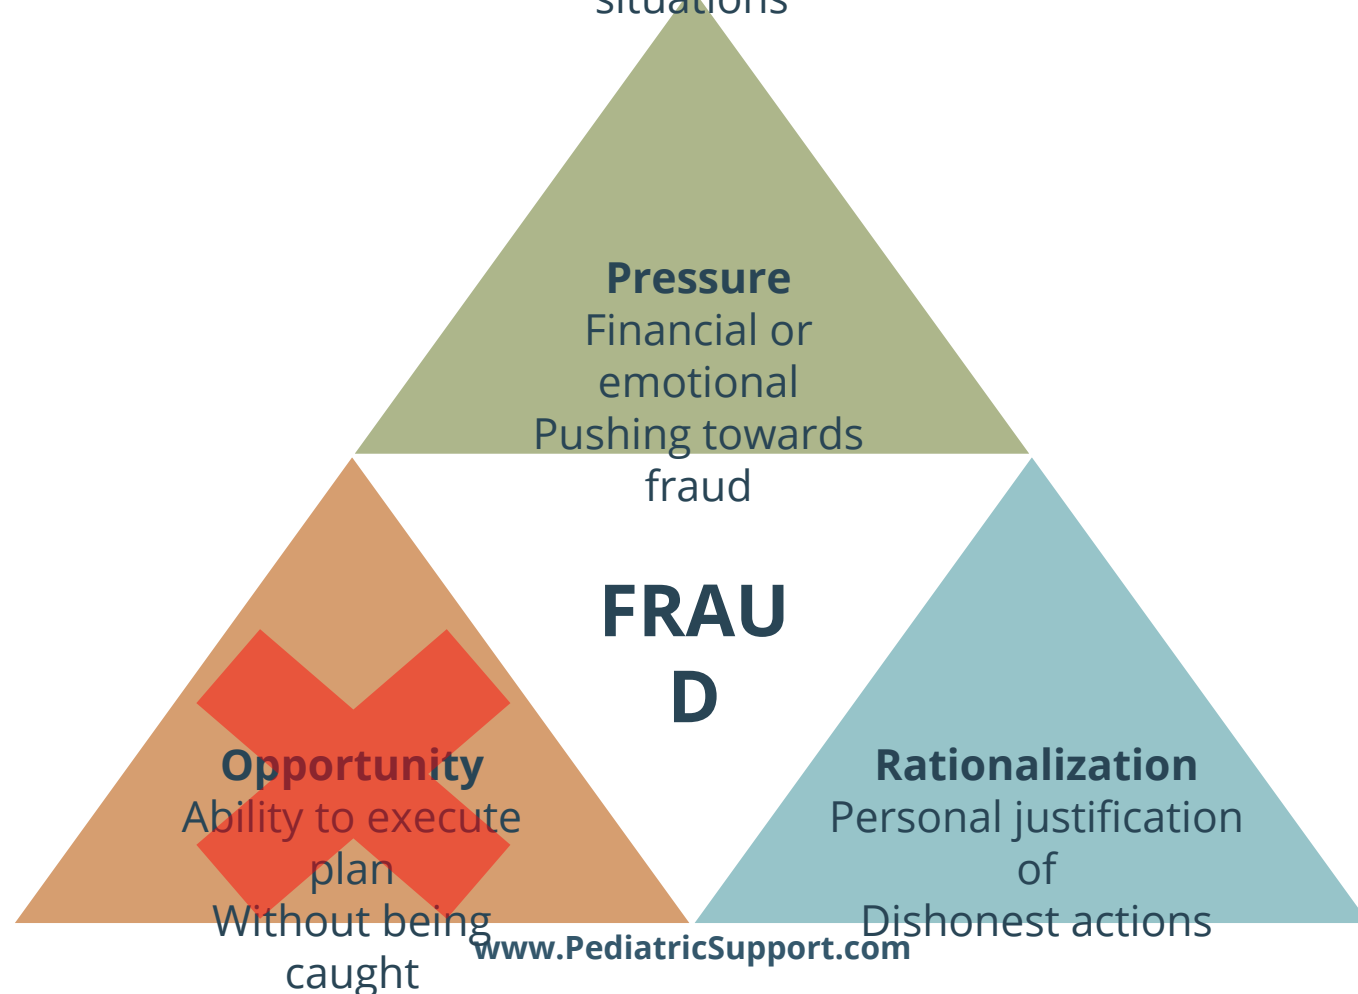 situations
Pressure
Financial or
emotional
Pushing towards
fraud
FRAU
D
Opportunity
Ability to execute
plan
Without being
caught
Rationalization
Personal justification
of
Dishonest actions
www.PediatricSupport.com